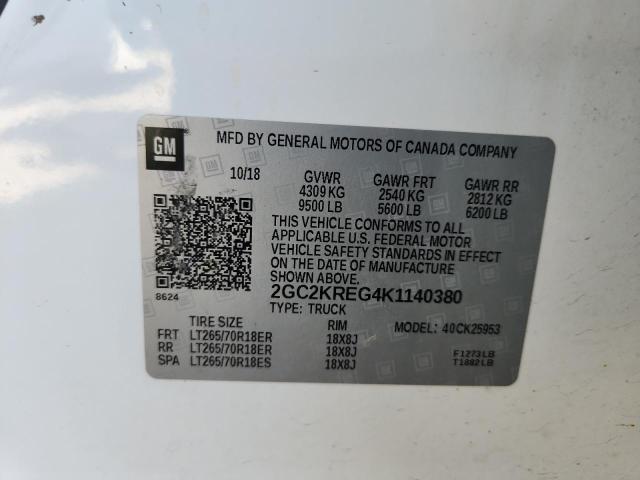 GM
MFD BY GENERAL MOTORS OF CANADA COMPANY
10/18 GVWR GAWR FRT GAWR RR
4309 KG 2540 KG 2812 KG
9500 LB 5600 LB 6200 LB
THIS VEHICLE CONFORMS TO ALL
APPLICABLE U.S. FEDERAL MOTOR
VEHICLE SAFETY STANDARDS IN EFFECT
ON THE DATE OF MANUFACTURE
SHOWN ABOVE.
8624 2GC2KREG4K1140380
TYPE: TRUCK MODEL: 40CK25953
TIRE SIZE RIM
FRT LT265/70R18ER 18X8J F1273LB
RR LT265/70R18ER 18X8J T1882LB
SPA LT265/70R18ES 18X8J